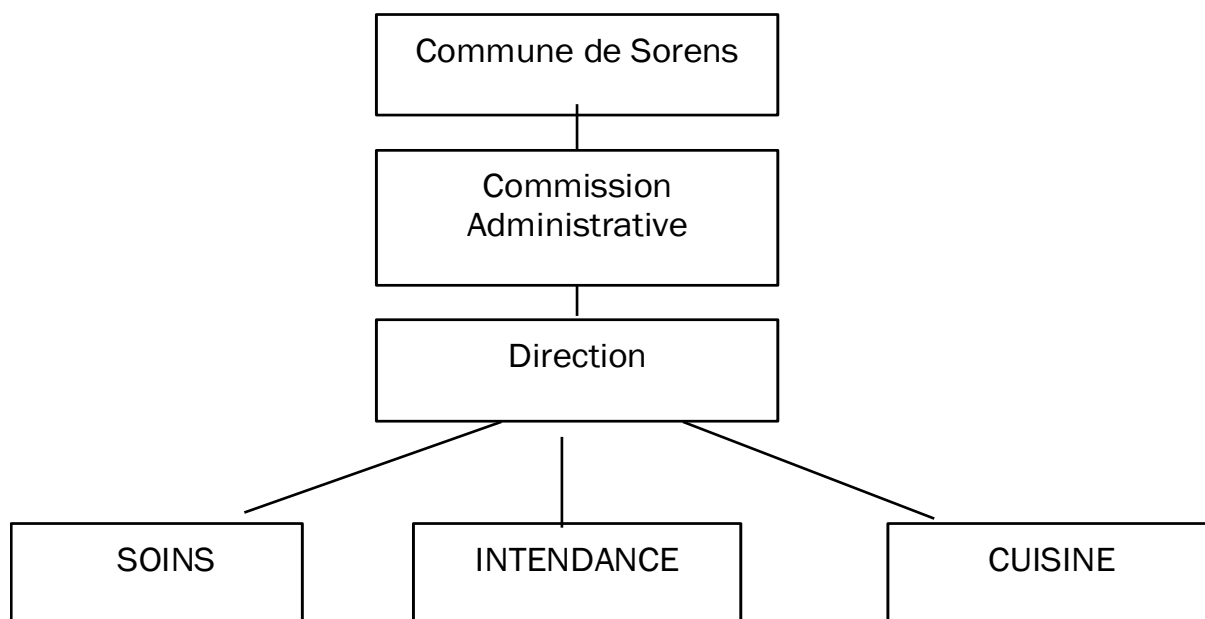 Commune de Sorens
Commission
Administrative
Direction
SOINS
INTENDANCE
CUISINE